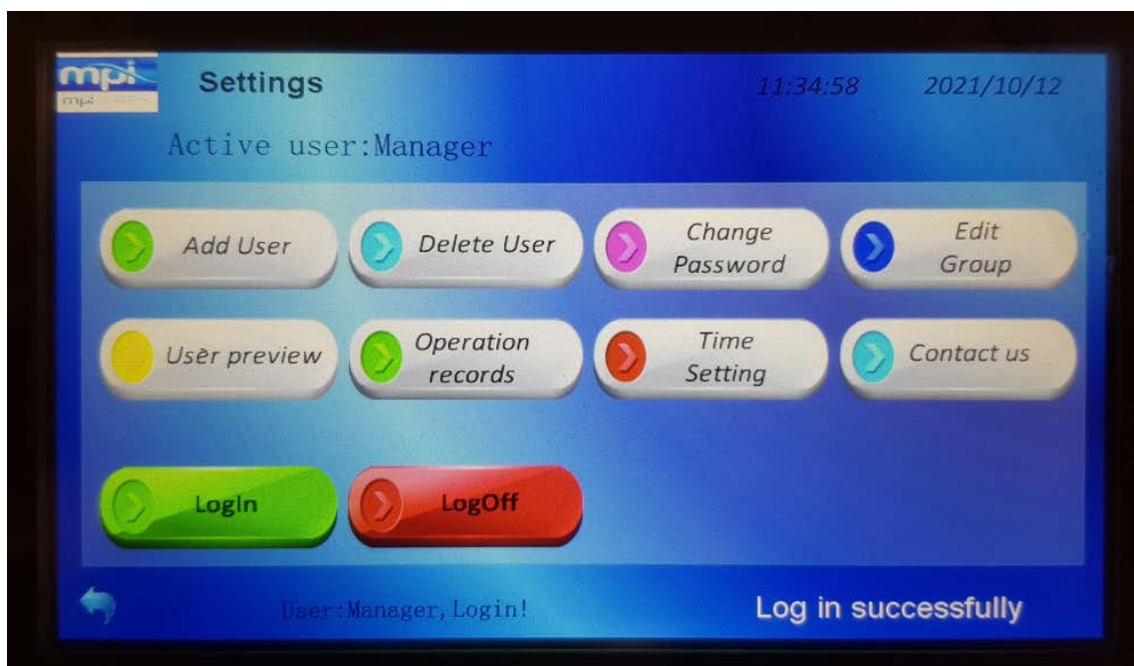 mpi
mpi
Settings
11:34:58
2021/10/12
Active user:Manager
Add User
Delete User
Change
Password
Edit
Group
User preview
Operation
records
Time
Setting
Contact us
LogIn
LogOff
User:Manager,Login!
Log in successfully